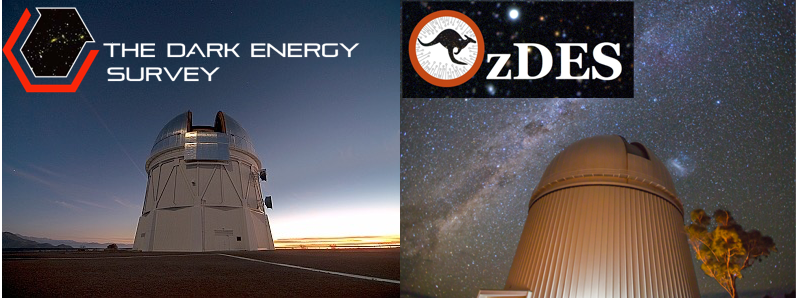 THE DARK ENERGY
SURVEY
OzDES